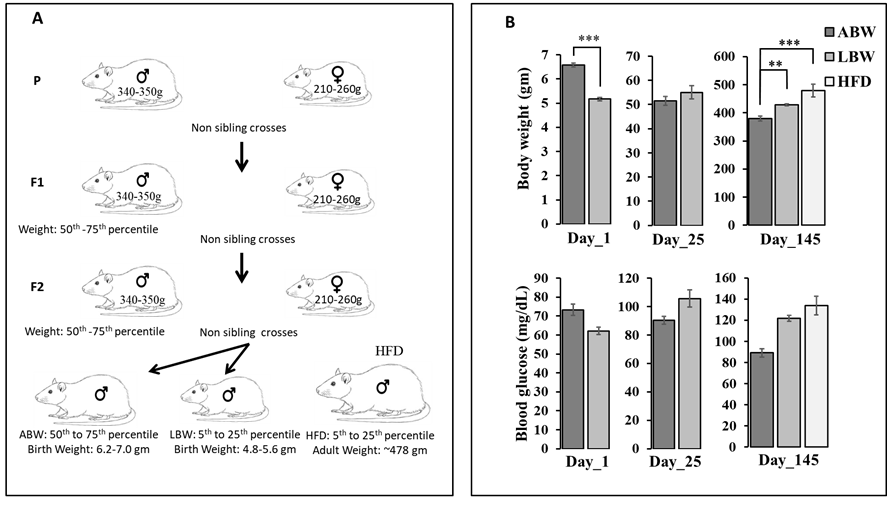 A
P
♂
340-350g
♀
210-260g
Non sibling crosses
F1
♂
340-350g
♀
210-260g
Weight: 50th -75th percentile
Non sibling crosses
F2
♂
340-350g
♀
210-260g
Weight: 50th -75th percentile
Non sibling crosses
HFD
♂
♂
♂
ABW: 50th to 75th percentile
Birth Weight: 6.2-7.0 gm
LBW: 5th to 25th percentile
Birth Weight: 4.8-5.6 gm
HFD: 5th to 25th percentile
Adult Weight: ~478 gm
B
ABW
LBW
HFD
Body weight (gm)
7
6
5
4
3
2
1
0
***
Day_1
70
60
50
40
30
20
10
0
Day_25
600
500
400
300
200
100
0
***
**
Day_145
Blood glucose (mg/dL)
90
80
70
60
50
40
30
20
10
0
Day_1
120
100
80
60
40
20
0
Day_25
160
140
120
100
80
60
40
20
0
Day_145